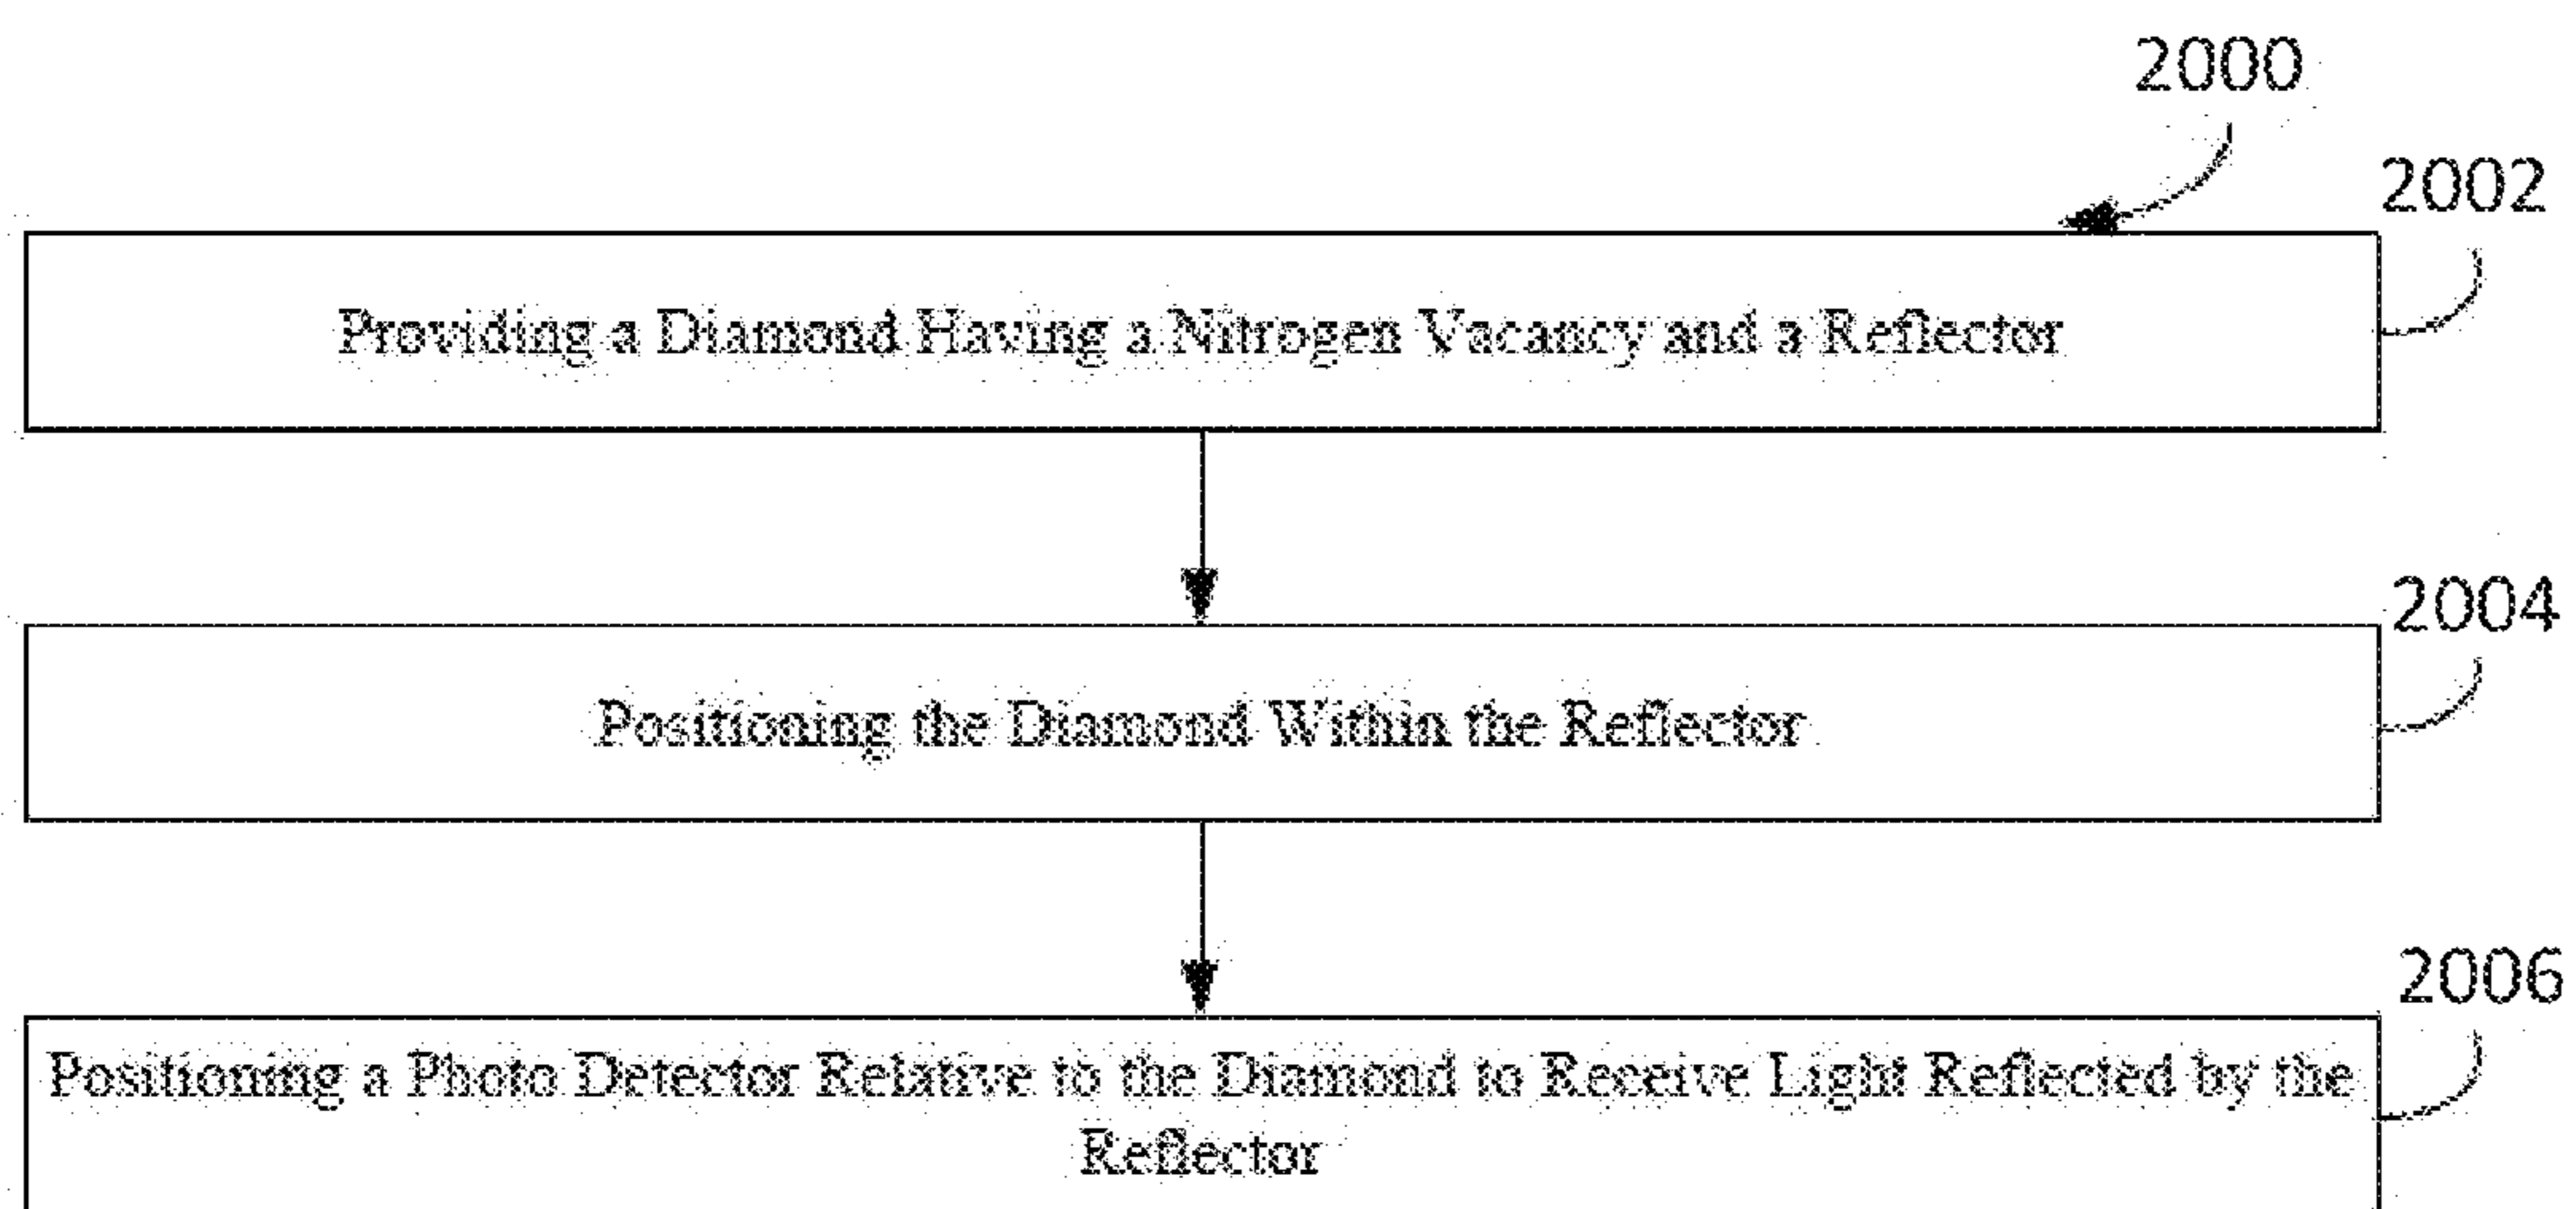 2000
2002
Providing a Diamond Having a Nitrogen Vacancy and a Reflector
2004
Positioning the Diamond Within the Reflector
2006
Positioning a Photo Detector Relative to the Diamond to Receive Light Reflected by the
Reflector